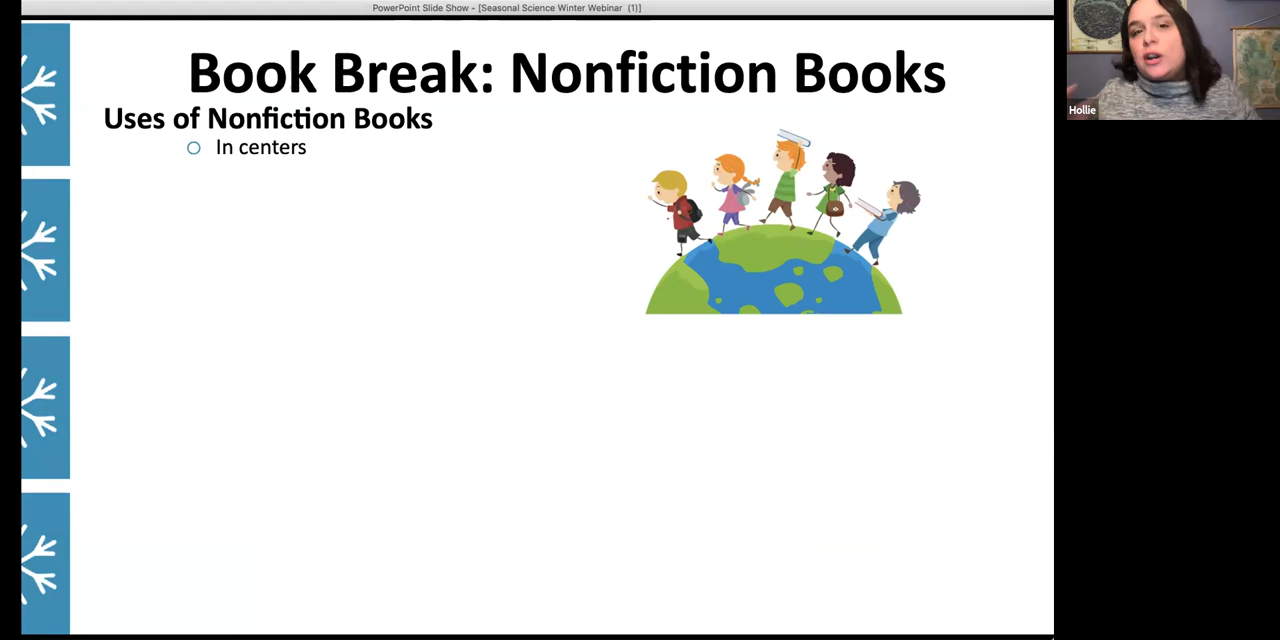 PowerPoint Slide Show - [Seasonal Science Winter Webinar (1)]
Book Break: Nonfiction Books
Uses of Nonfiction Books
In centers
Hollie